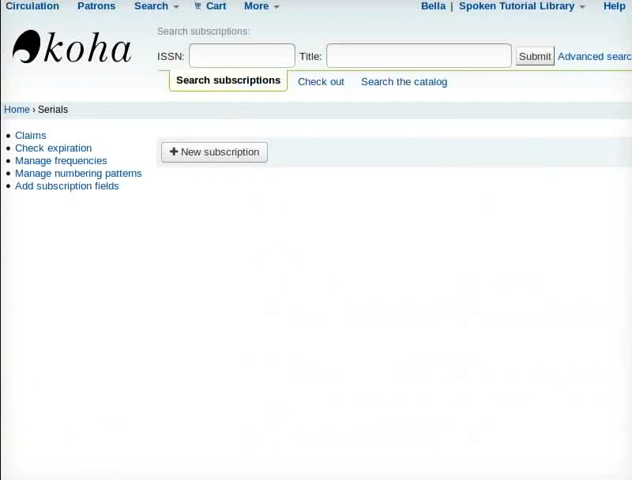 Circulation Patrons Search Cart More Bella | Spoken Tutorial Library Help
Search subscriptions:
koha
ISSN: Title: Submit Advanced searc
Search subscriptions Check out Search the catalog
Home › Serials
• Claims
• Check expiration
• Manage frequencies
• Manage numbering patterns
• Add subscription fields
+ New subscription